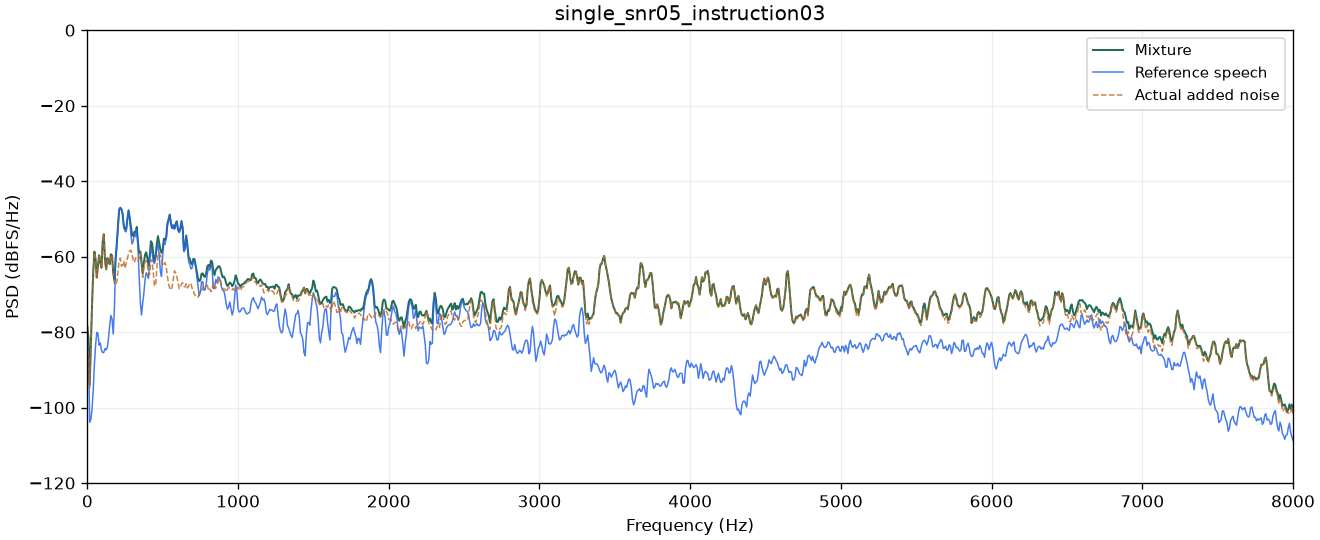 single_snr05_instruction03
PSD (dBFS/Hz)
0
−20
−40
−60
−80
−100
−120
Mixture
Reference speech
Actual added noise
0 1000 2000 3000 4000 5000 6000 7000 8000
Frequency (Hz)